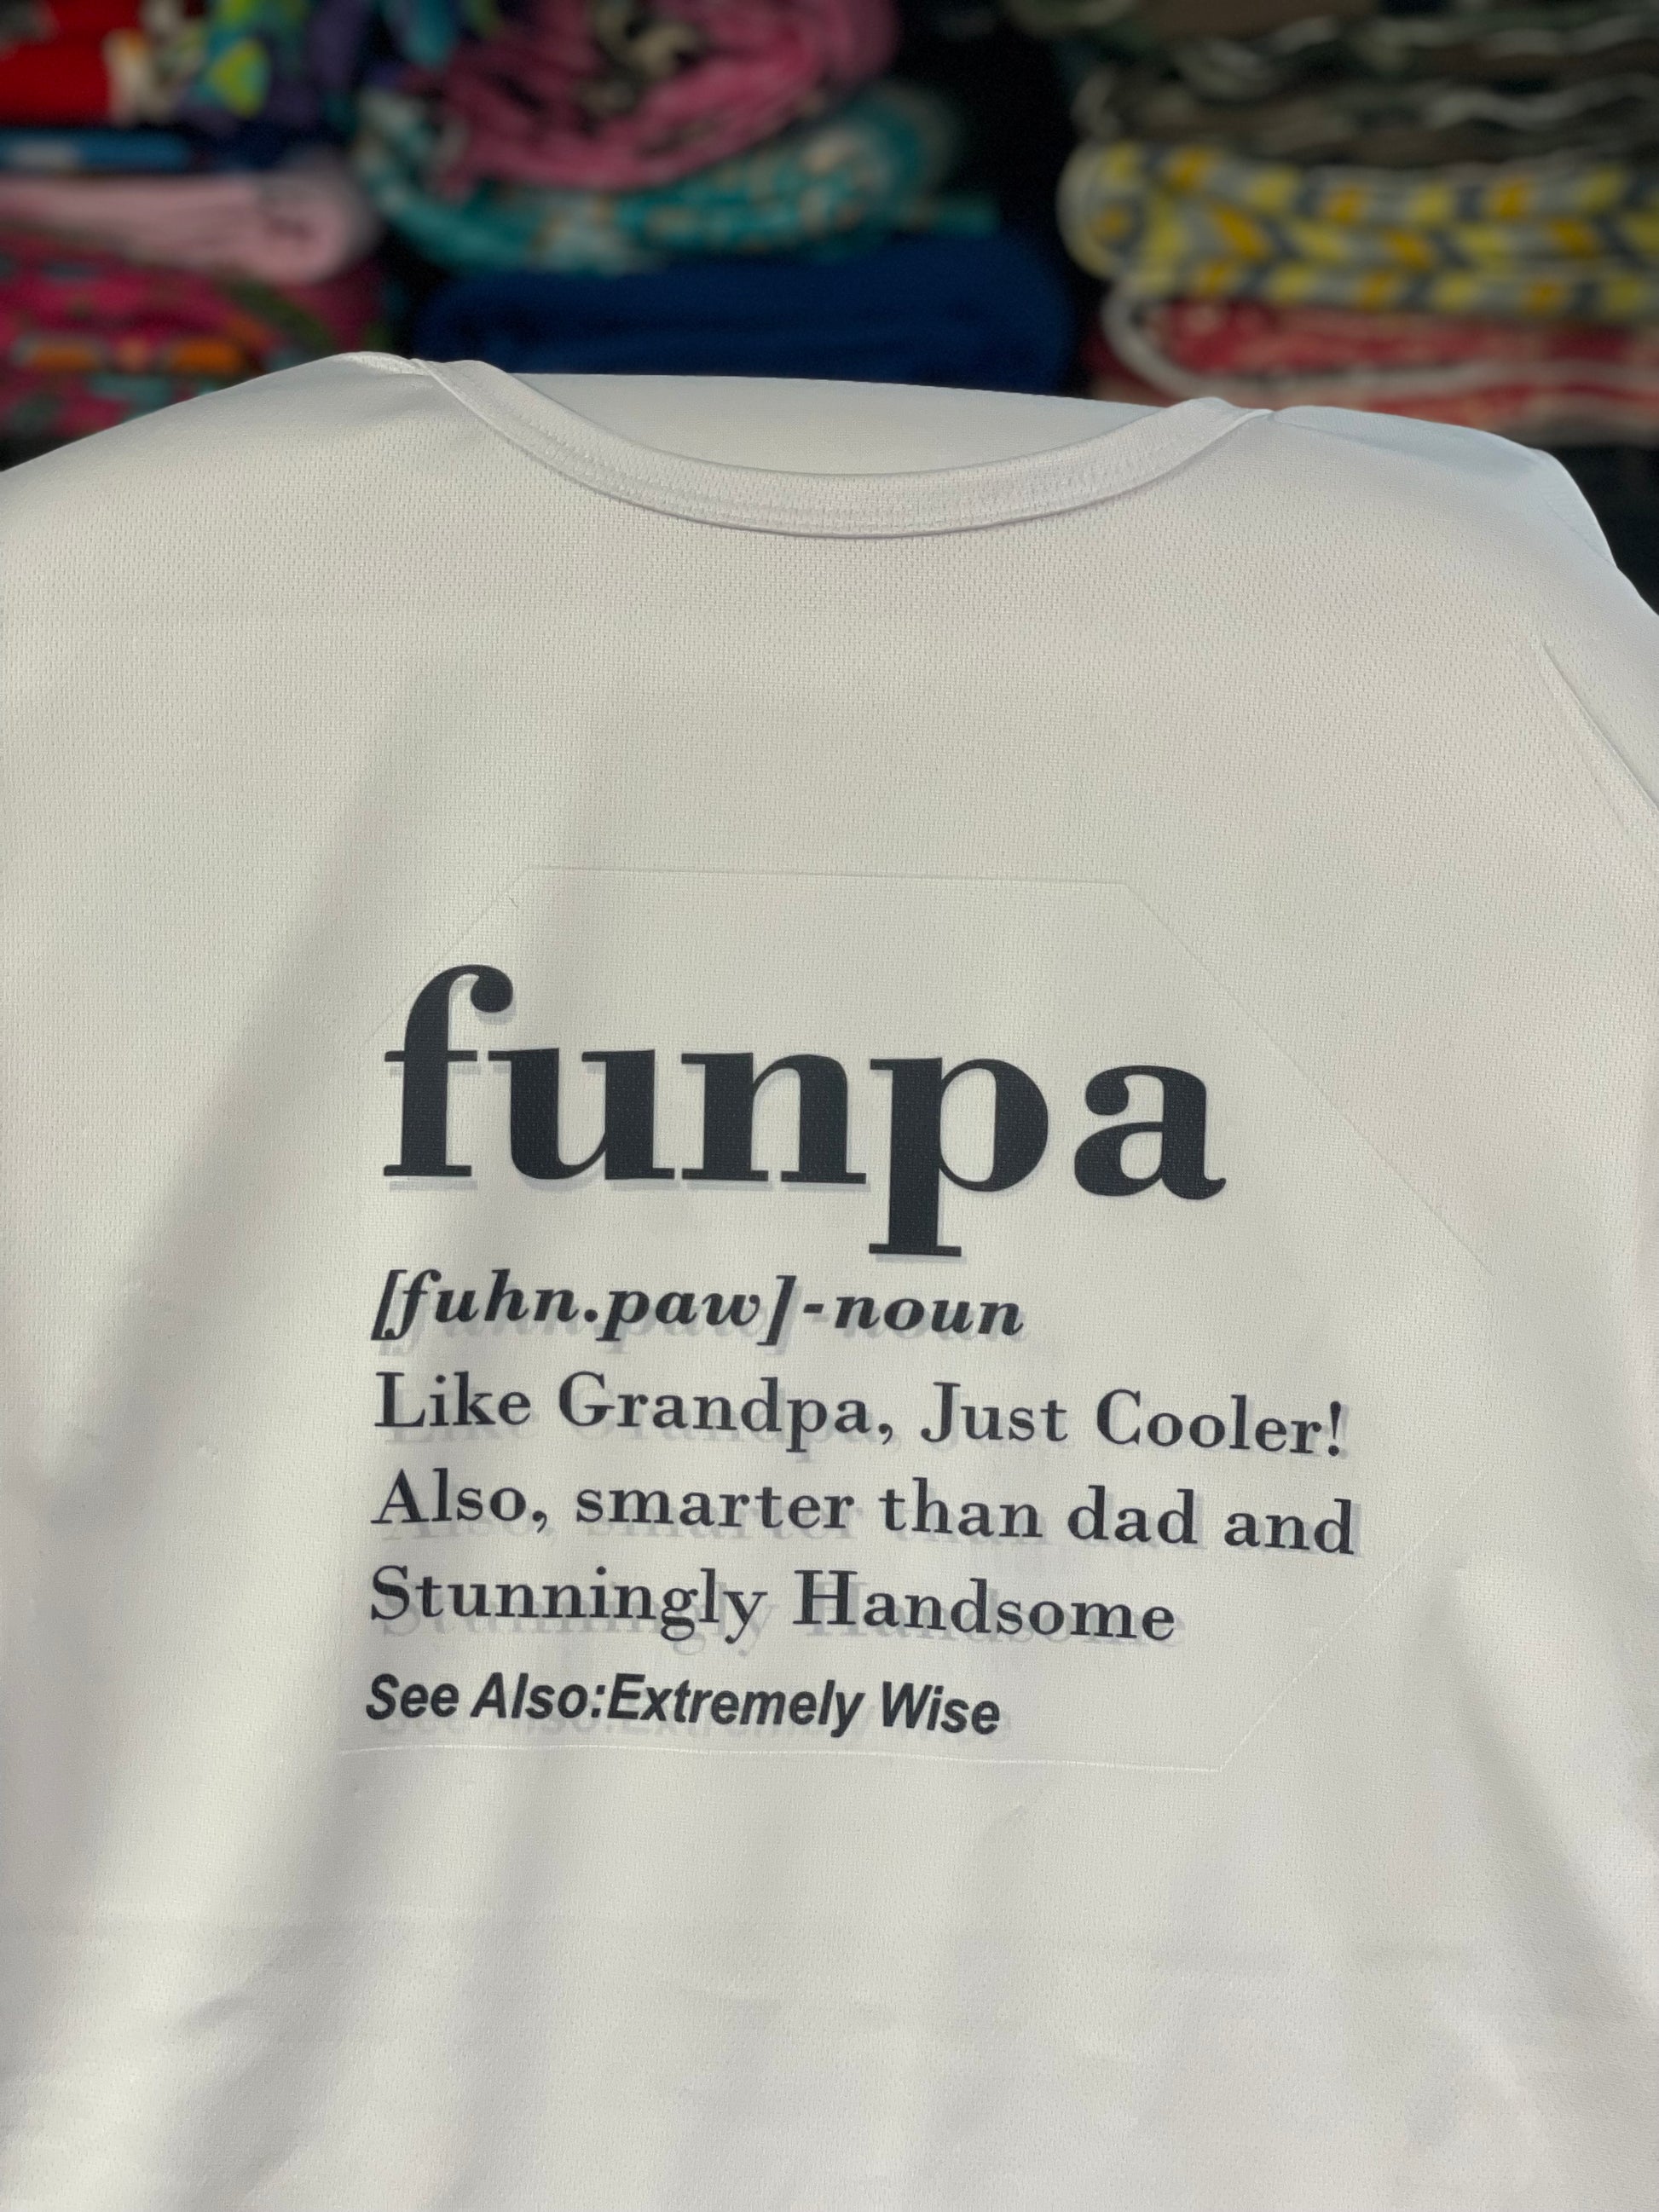 funpa
[fuhn.paw]-noun
Like Grandpa, Just Cooler!
Also, smarter than dad and
Stunningly Handsome
See Also:Extremely Wise